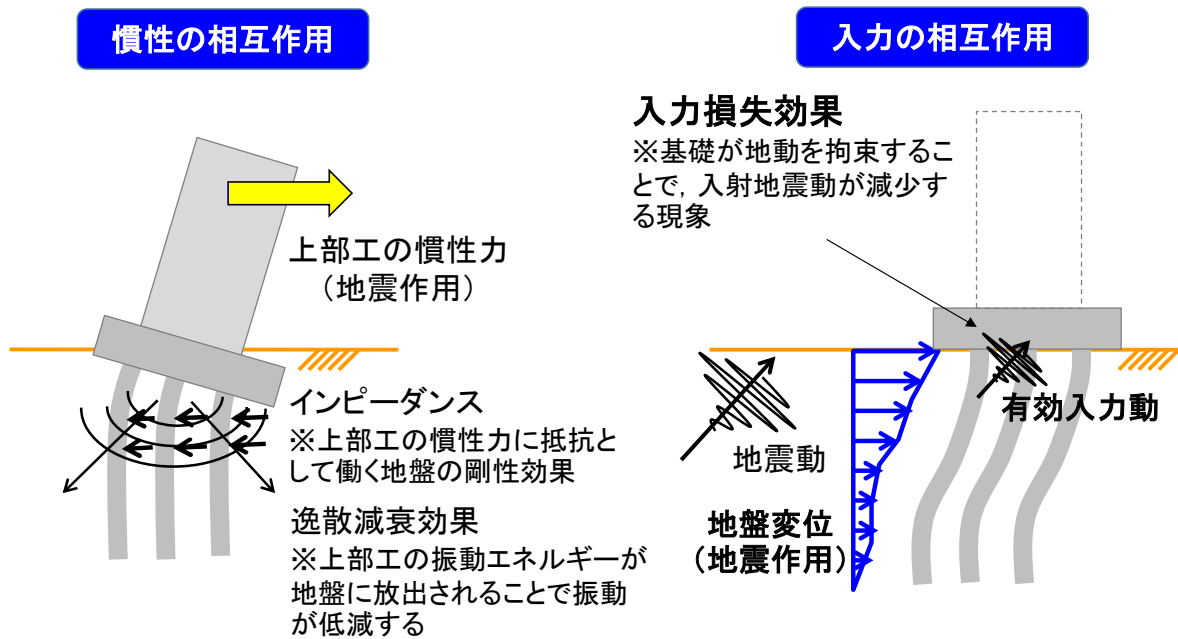 慣性の相互作用
上部工の慣性力
（地震作用）
インピーダンス
※上部工の慣性力に抵抗と
して働く地盤の剛性効果
逸散減衰効果
※上部工の振動エネルギーが
地盤に放出されることで振動
が低減する
入力の相互作用
入力損失効果
※基礎が地動を拘束するこ
とで，入射地震動が減少す
る現象
有効入力動
地震動
地盤変位
（地震作用）